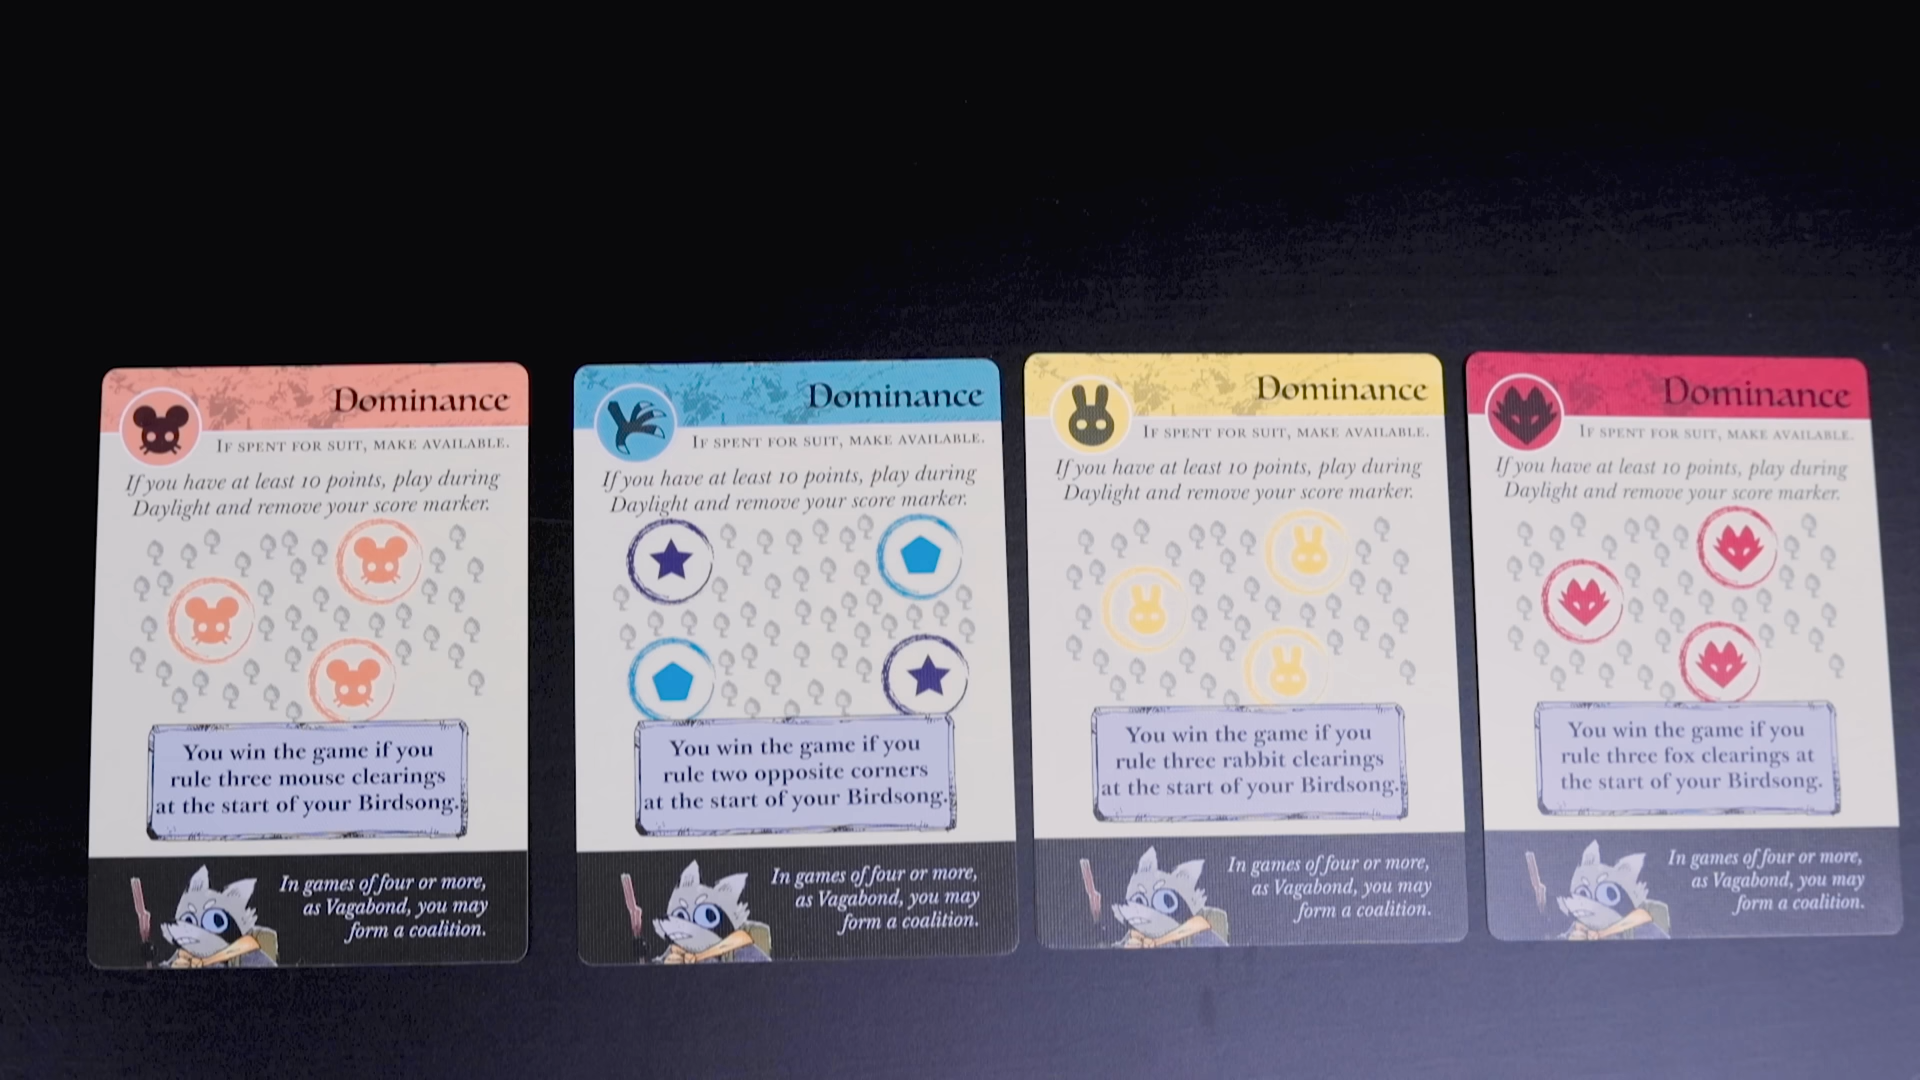 Dominance
IF SPENT FOR SUIT, MAKE AVAILABLE.
If you have at least 10 points, play during
Daylight and remove your score marker.
You win the game if you
rule three mouse clearings
at the start of your Birdsong.
In games of four or more,
as Vagabond, you may
form a coalition.
Dominance
IF SPENT FOR SUIT, MAKE AVAILABLE.
If you have at least 10 points, play during
Daylight and remove your score marker.
You win the game if you
rule two opposite corners
at the start of your Birdsong.
In games of four or more,
as Vagabond, you may
form a coalition.
Dominance
IF SPENT FOR SUIT, MAKE AVAILABLE.
If you have at least 10 points, play during
Daylight and remove your score marker.
You win the game if you
rule three rabbit clearings
at the start of your Birdsong.
In games of four or more,
as Vagabond, you may
form a coalition.
Dominance
IF SPENT FOR SUIT, MAKE AVAILABLE.
If you have at least 10 points, play during
Daylight and remove your score marker.
You win the game if you
rule three fox clearings at
the start of your Birdsong.
In games of four or more,
as Vagabond, you may
form a coalition.